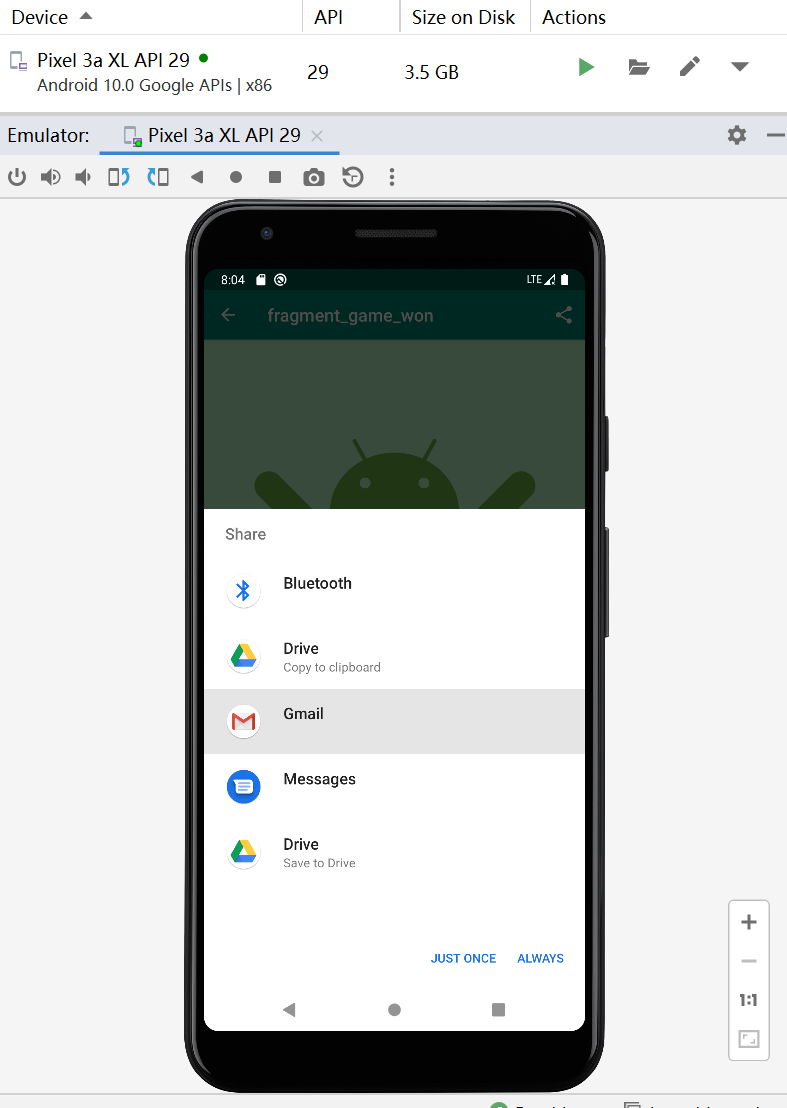 Device API Size on Disk Actions
Pixel 3a XL API 29
Android 10.0 Google APIs | x86
29 3.5 GB
Emulator: Pixel 3a XL API 29
8:04 LTE
fragment_game_won
Share
Bluetooth
Drive
Copy to clipboard
Gmail
Messages
Drive
Save to Drive
JUST ONCE ALWAYS
1:1